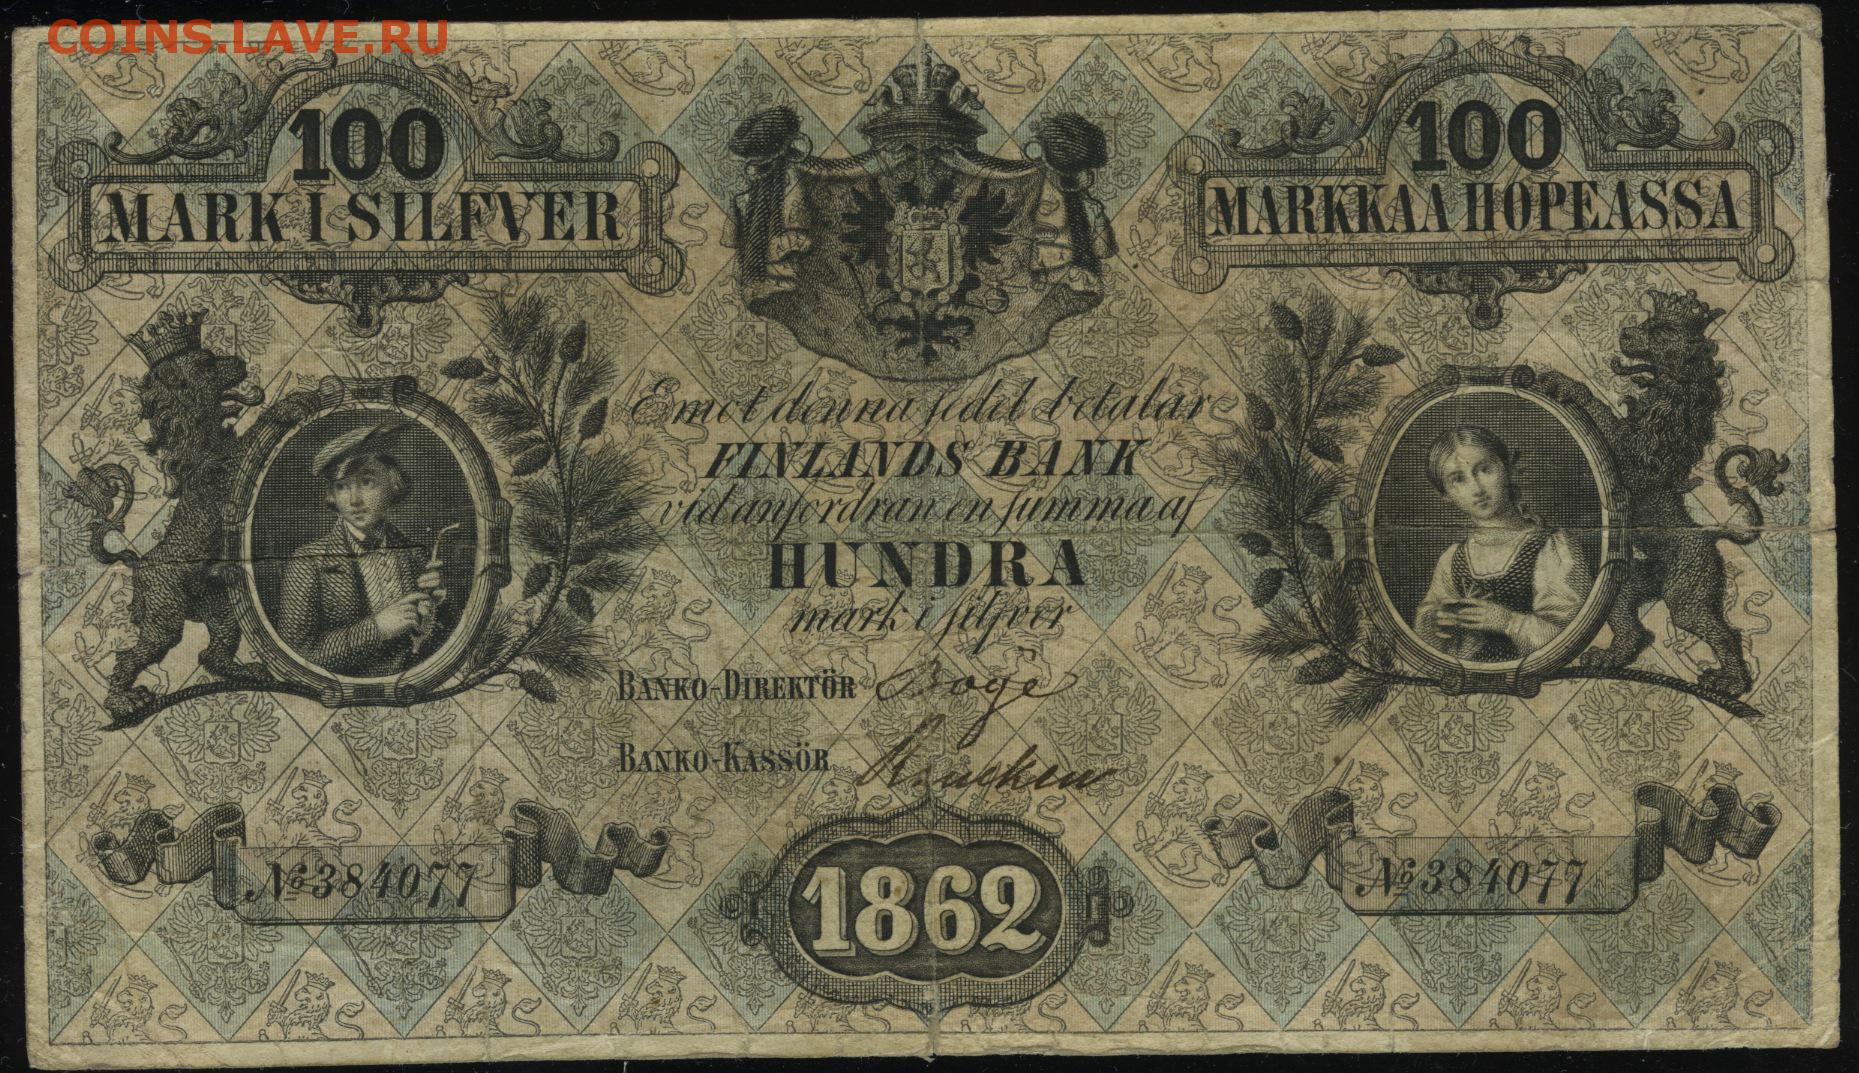 COINS.LAVE.RU
100
MARK I SILFVER
100
MARKKAA HOPEASSA
Emot denna sedel betalar
FINLANDS BANK
vid anfordran en summa af
HUNDRA
mark i silfver
BANKO-DIREKTÖR
BANKO-KASSÖR
№384077
№384077
1862